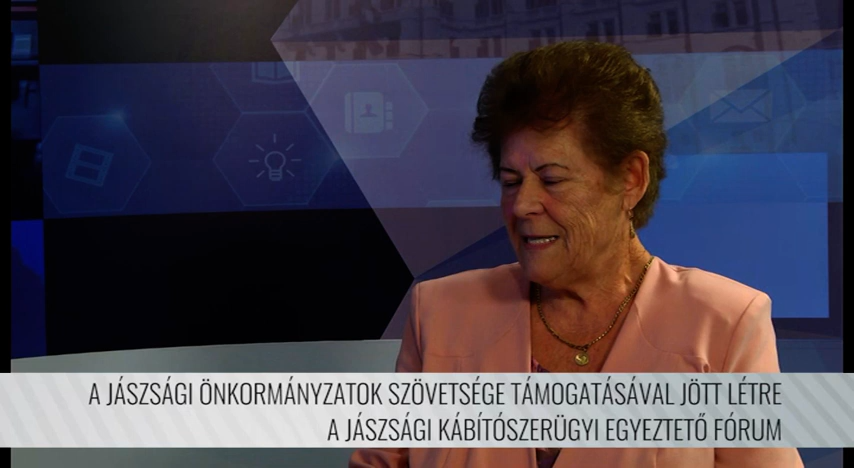 A JÁSZSÁGI ÖNKORMÁNYZATOK SZÖVETSÉGE TÁMOGATÁSÁVAL JÖTT LÉTRE
A JÁSZSÁGI KÁBÍTÓSZERÜGYI EGYEZTETŐ FÓRUM